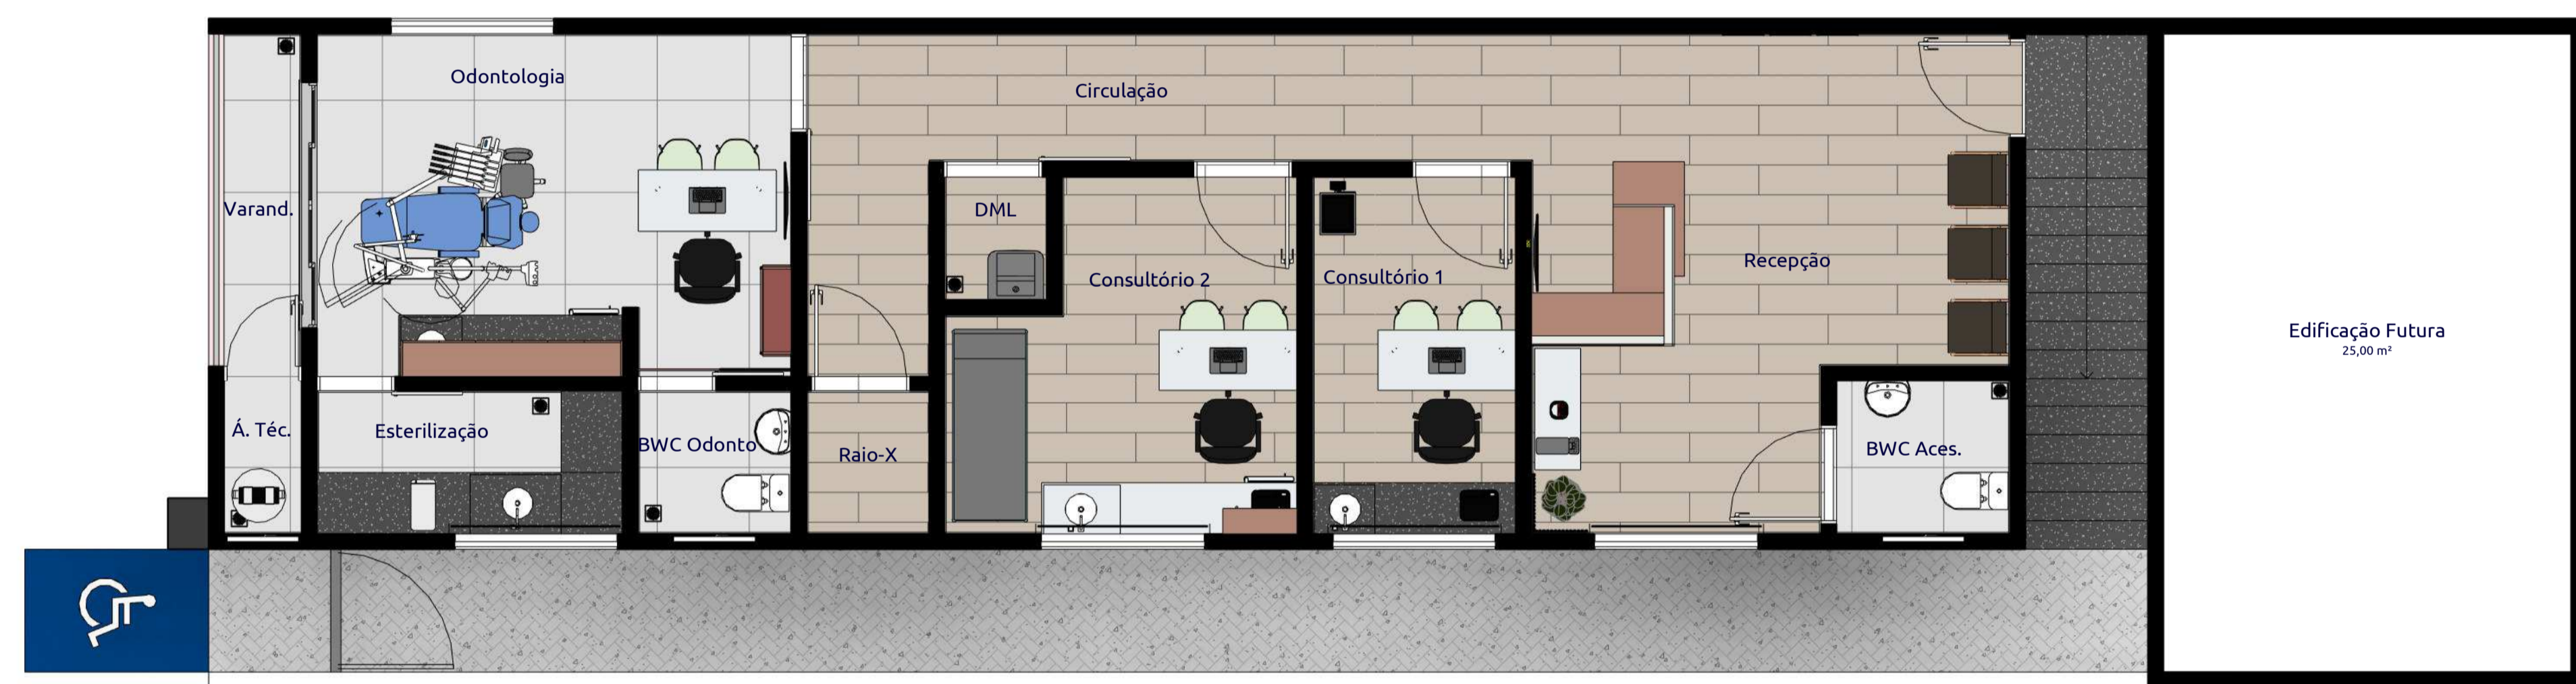 Odontologia
Circulação
Varand.
DML
Consultório 2
Consultório 1
Recepção
Edificação Futura
25,00 m²
Á. Téc.
Esterilização
BWC Odonto
Raio-X
BWC Aces.